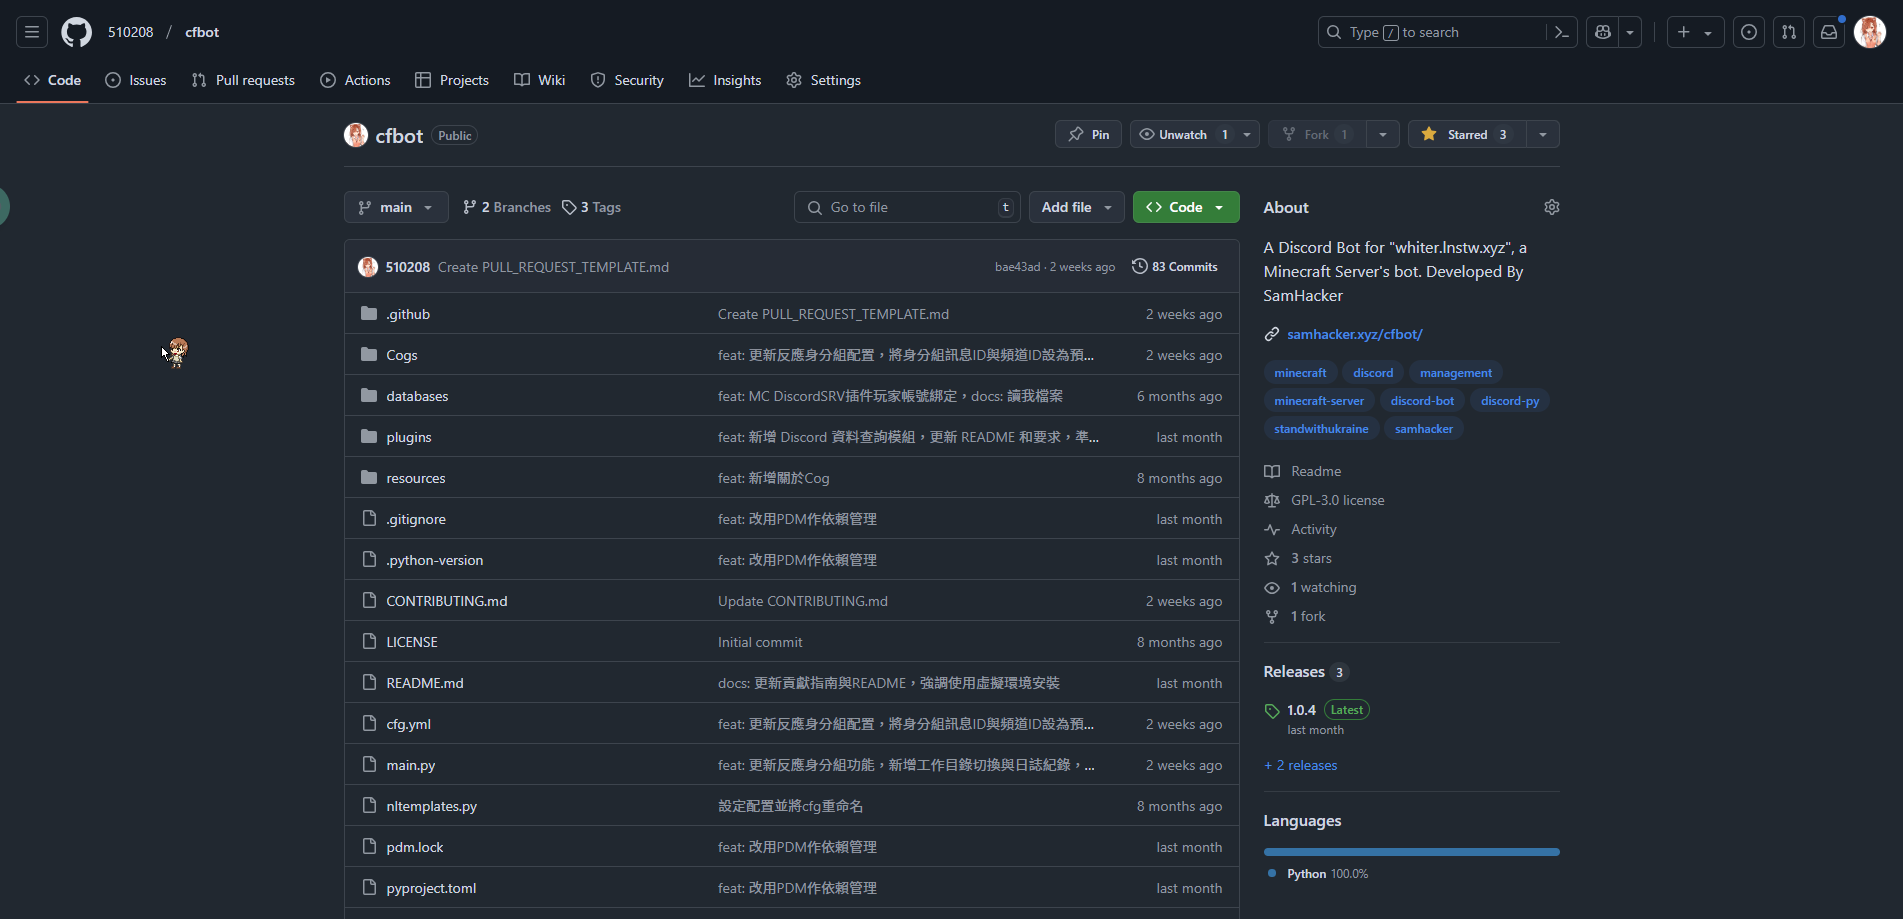 510208 / cfbot
Type / to search
Code Issues Pull requests Actions Projects Wiki Security Insights Settings
cfbot Public
Pin Unwatch 1 Fork 1 Starred 3
main 2 Branches 3 Tags Go to file t Add file Code
510208 Create PULL_REQUEST_TEMPLATE.md bae43ad · 2 weeks ago 83 Commits
.github Create PULL_REQUEST_TEMPLATE.md 2 weeks ago
Cogs feat: 更新反應身分組配置，將身分組訊息ID與頻道ID設為預... 2 weeks ago
databases feat: MC DiscordSRV插件玩家帳號綁定，docs: 讀我檔案 6 months ago
plugins feat: 新增 Discord 資料查詢模組，更新 README 和要求，準... last month
resources feat: 新增關於Cog 8 months ago
.gitignore feat: 改用PDM作依賴管理 last month
.python-version feat: 改用PDM作依賴管理 last month
CONTRIBUTING.md Update CONTRIBUTING.md 2 weeks ago
LICENSE Initial commit 8 months ago
README.md docs: 更新貢獻指南與README，強調使用虛擬環境安裝 last month
cfg.yml feat: 更新反應身分組配置，將身分組訊息ID與頻道ID設為預... 2 weeks ago
main.py feat: 更新反應身分組功能，新增工作目錄切換與日誌紀錄，... 2 weeks ago
nltemplates.py 設定配置並將cfg重命名 8 months ago
pdm.lock feat: 改用PDM作依賴管理 last month
pyproject.toml feat: 改用PDM作依賴管理 last month
About
A Discord Bot for "whiter.lnstw.xyz", a
Minecraft Server's bot. Developed By
SamHacker
samhacker.xyz/cfbot/
minecraft discord management
minecraft-server discord-bot discord-py
standwithukraine samhacker
Readme
GPL-3.0 license
Activity
3 stars
1 watching
1 fork
Releases 3
1.0.4 Latest
last month
+ 2 releases
Languages
Python 100.0%